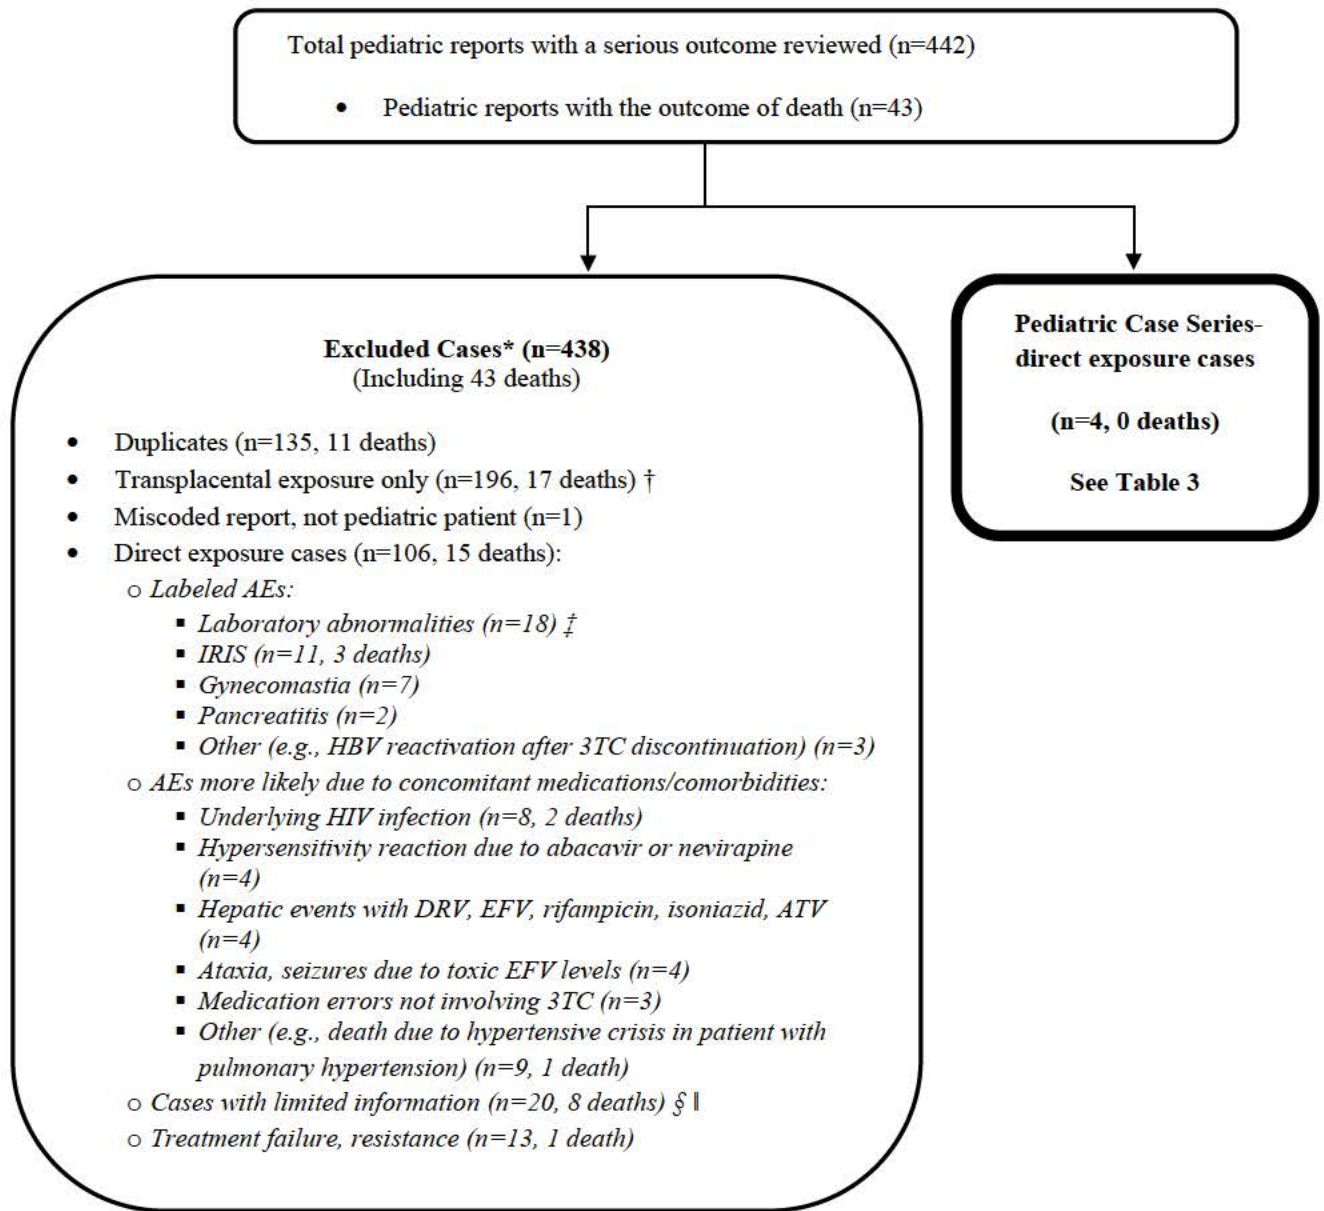 Total pediatric reports with a serious outcome reviewed (n=442)
• Pediatric reports with the outcome of death (n=43)
Excluded Cases* (n=438)
(Including 43 deaths)
• Duplicates (n=135, 11 deaths)
• Transplacental exposure only (n=196, 17 deaths) †
• Miscoded report, not pediatric patient (n=1)
• Direct exposure cases (n=106, 15 deaths):
o Labeled AEs:
▪ Laboratory abnormalities (n=18) ‡
▪ IRIS (n=11, 3 deaths)
▪ Gynecomastia (n=7)
▪ Pancreatitis (n=2)
▪ Other (e.g., HBV reactivation after 3TC discontinuation) (n=3)
o AEs more likely due to concomitant medications/comorbidities:
▪ Underlying HIV infection (n=8, 2 deaths)
▪ Hypersensitivity reaction due to abacavir or nevirapine
(n=4)
▪ Hepatic events with DRV, EFV, rifampicin, isoniazid, ATV
(n=4)
▪ Ataxia, seizures due to toxic EFV levels (n=4)
▪ Medication errors not involving 3TC (n=3)
▪ Other (e.g., death due to hypertensive crisis in patient with
pulmonary hypertension) (n=9, 1 death)
o Cases with limited information (n=20, 8 deaths) § ‖
o Treatment failure, resistance (n=13, 1 death)
Pediatric Case Series-
direct exposure cases
(n=4, 0 deaths)
See Table 3